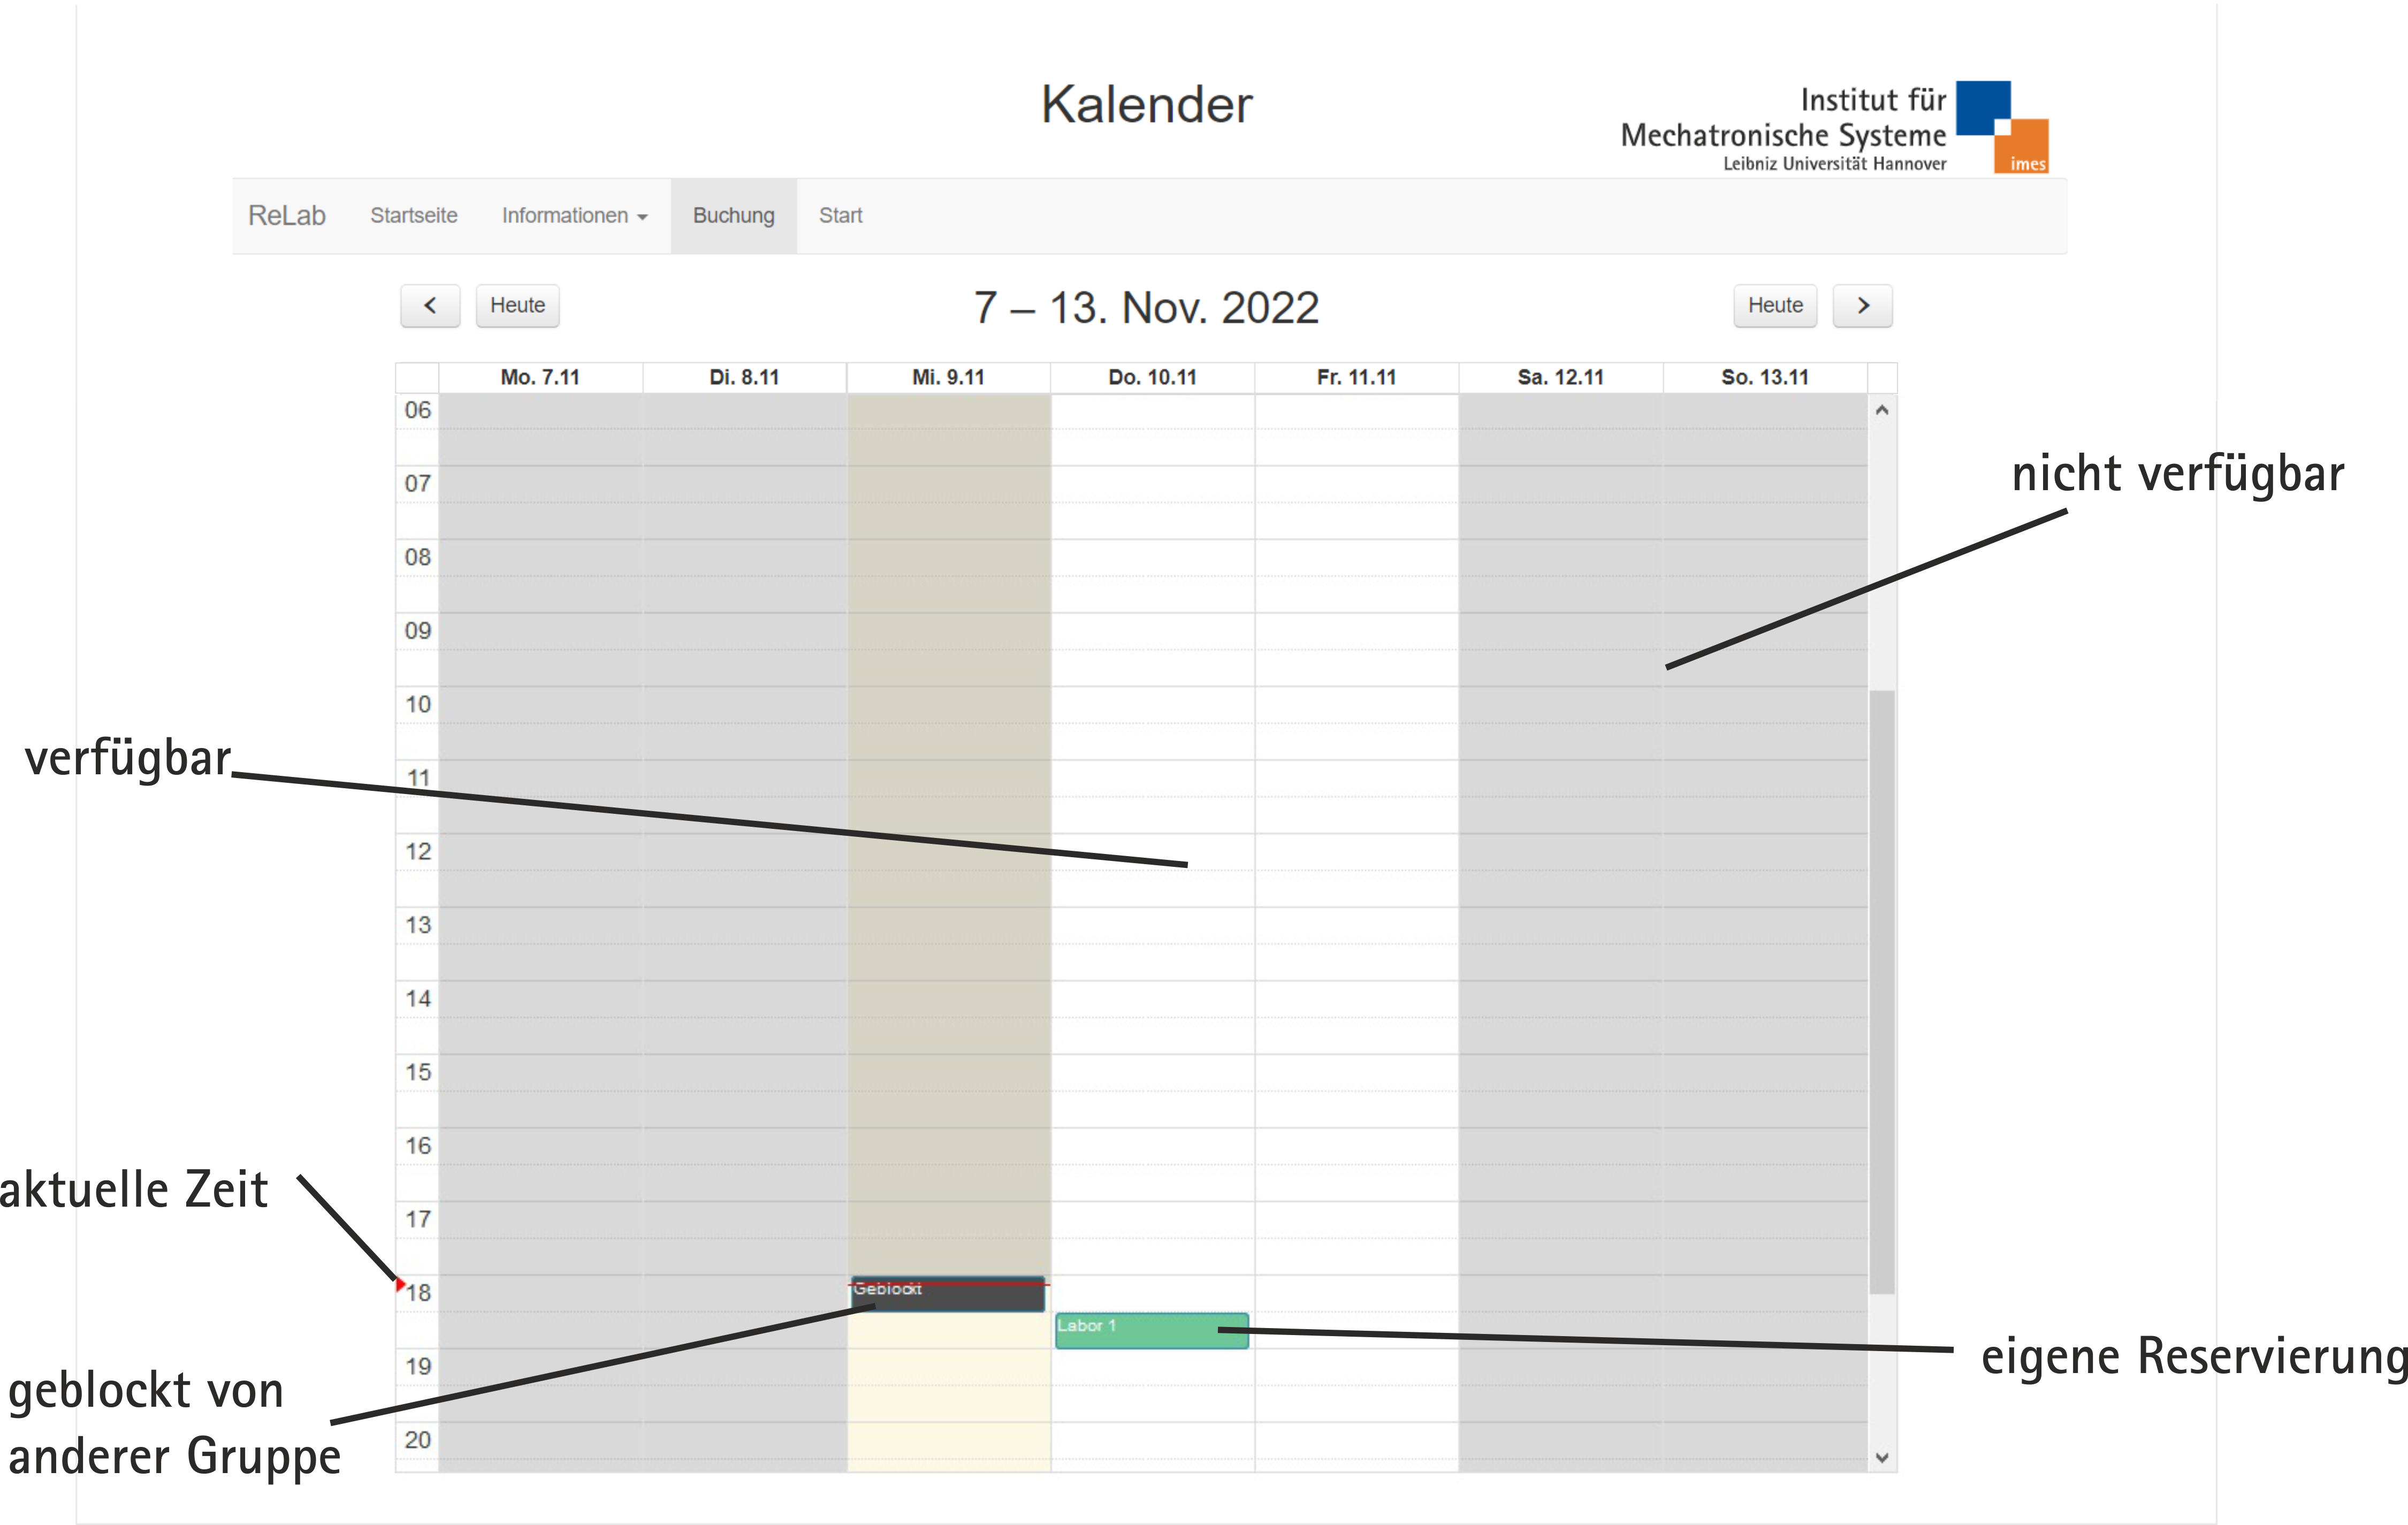 Kalender
Institut für
Mechatronische Systeme
Leibniz Universität Hannover
imes
ReLab Startseite Informationen Buchung Start
Heute 7 – 13. Nov. 2022 Heute
Mo. 7.11 Di. 8.11 Mi. 9.11 Do. 10.11 Fr. 11.11 Sa. 12.11 So. 13.11
06
nicht verfügbar
07
08
09
10
verfügbar
11
12
13
14
15
16
aktuelle Zeit
17
18 Geblockt
Labor 1
eigene Reservierung
19
geblockt von
anderer Gruppe
20